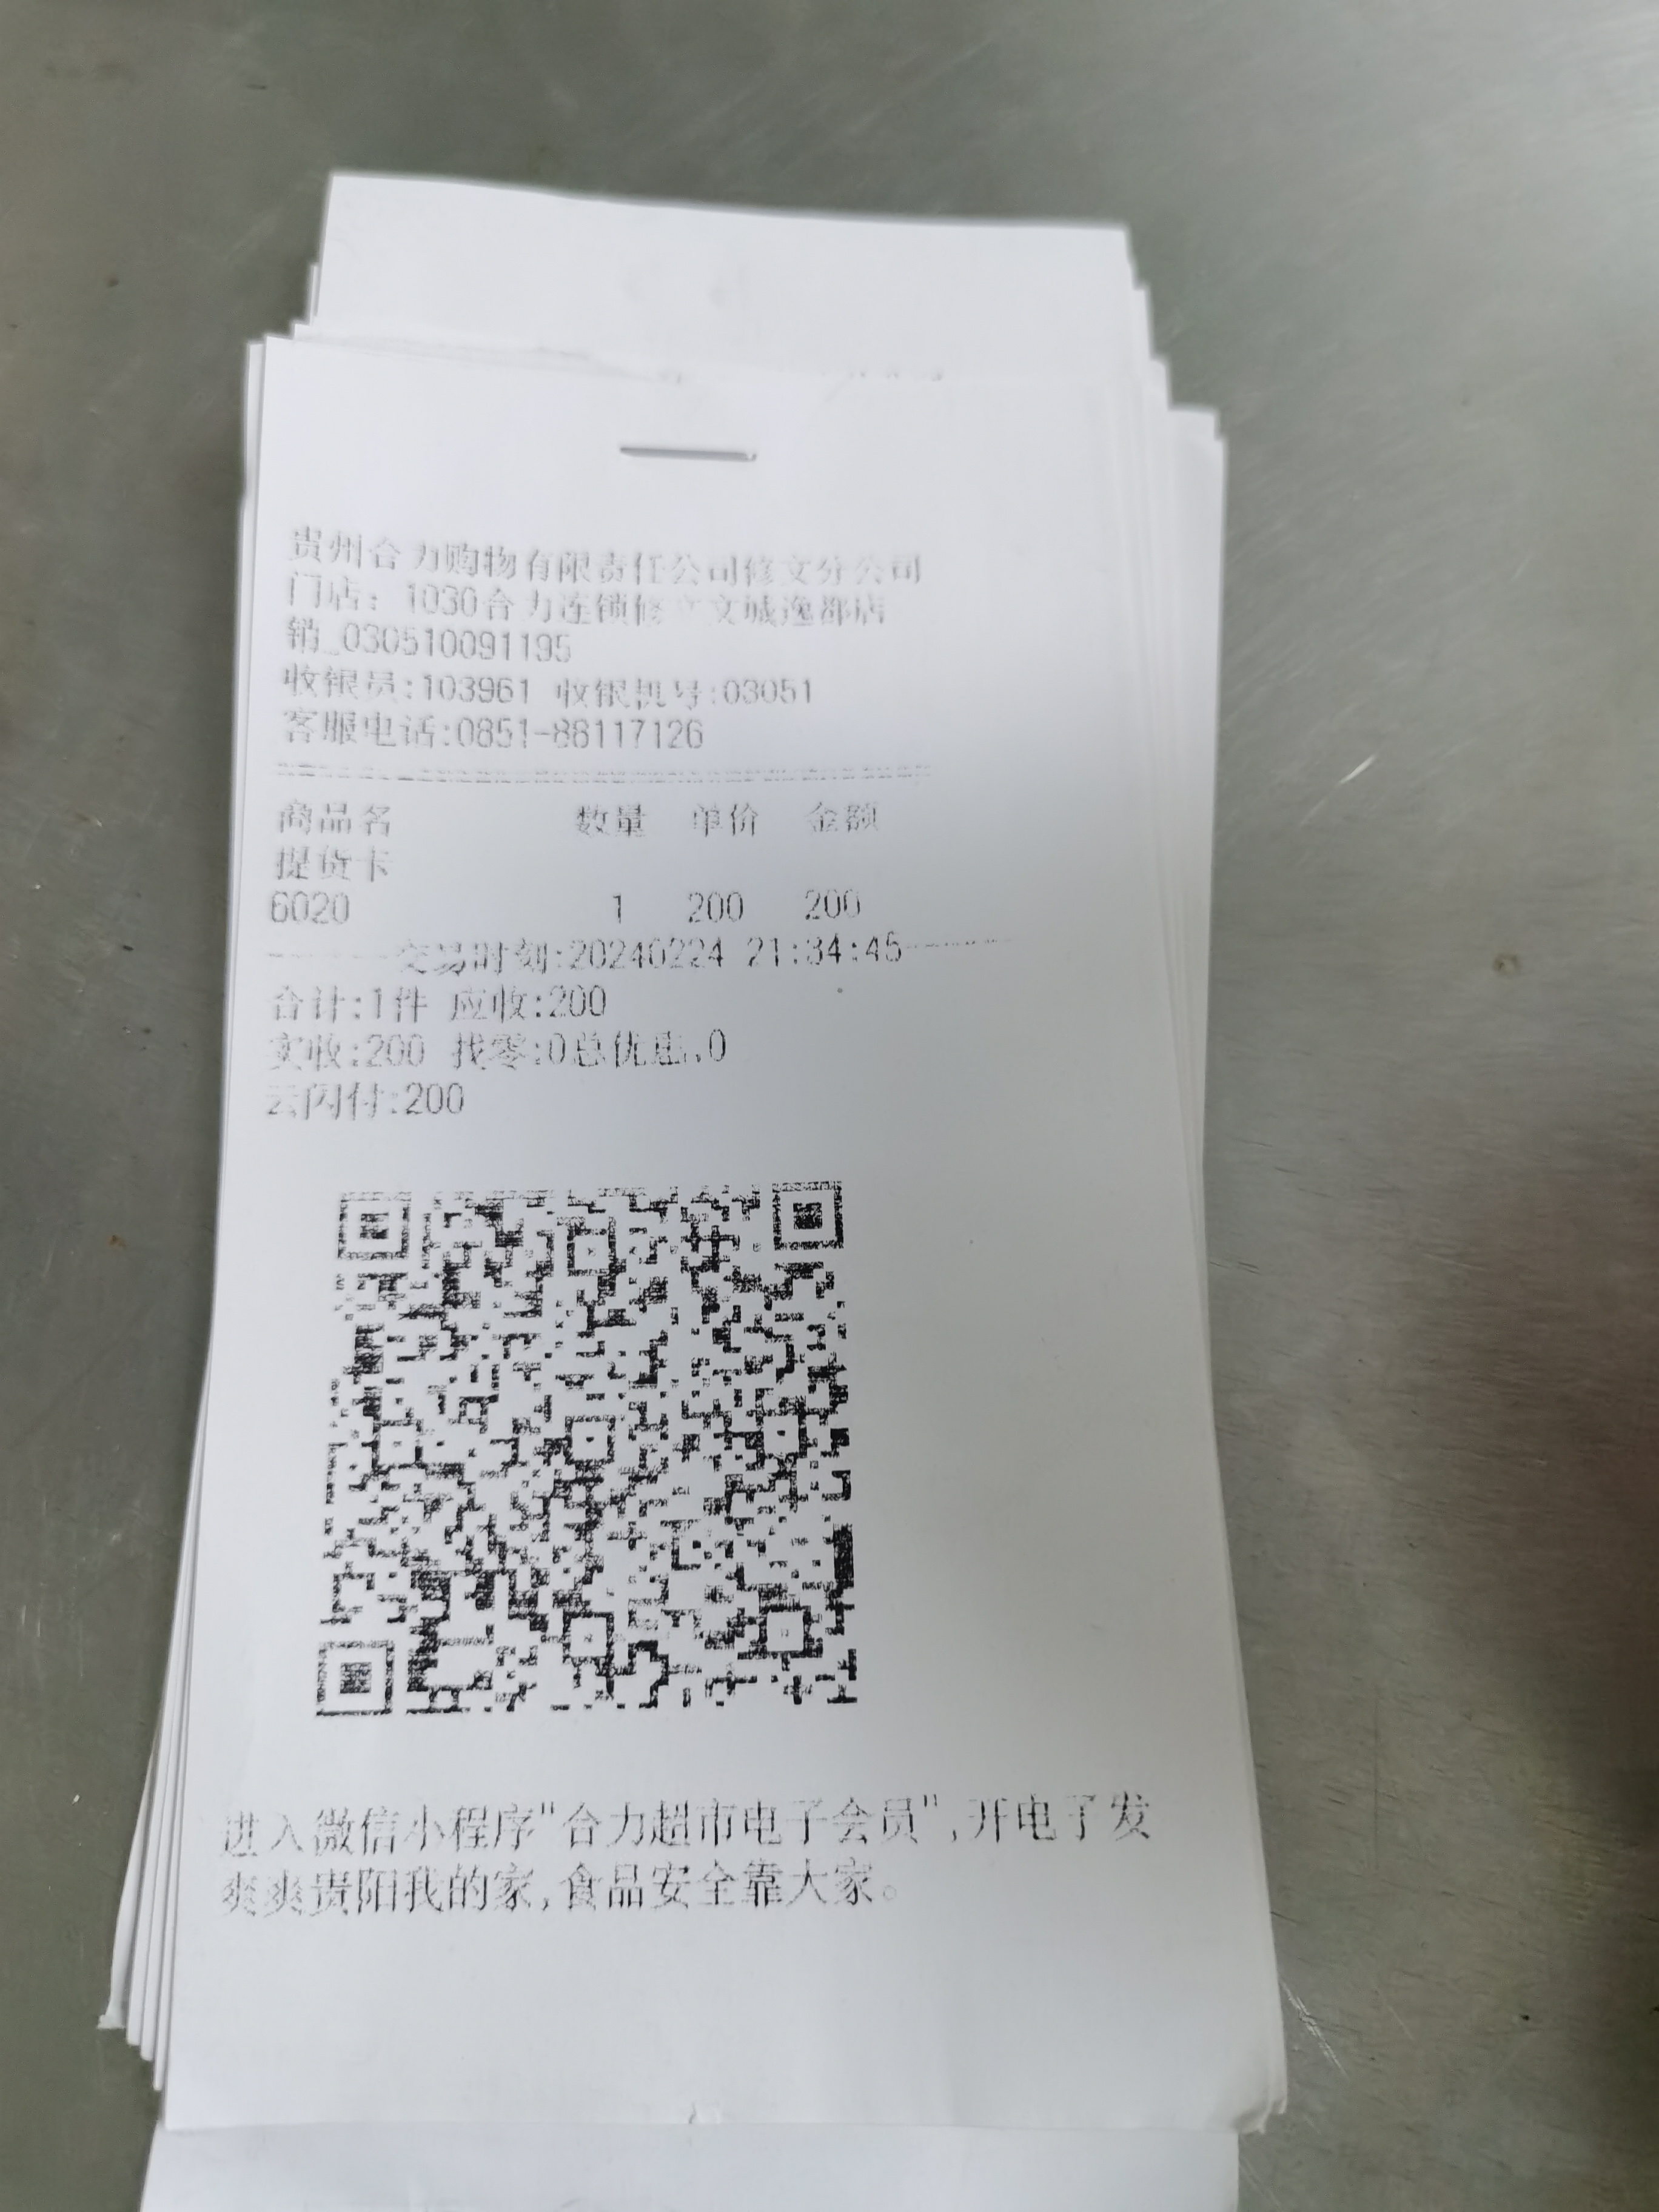 贵州合力购物有限责任公司修文分公司
门店: 1030合力连锁修文文城逸都店
销_030510091195
收银员:103961 收银机号:03051
客服电话:0851-88117126
商品名 数量 单价 金额
提货卡
6020 1 200 200
------交易时刻:20240224 21:34:45------
合计:1件 应收:200
实收:200 找零:0总优惠:0
云闪付:200
进入微信小程序"合力超市电子会员",开电子发
爽爽贵阳我的家,食品安全靠大家。